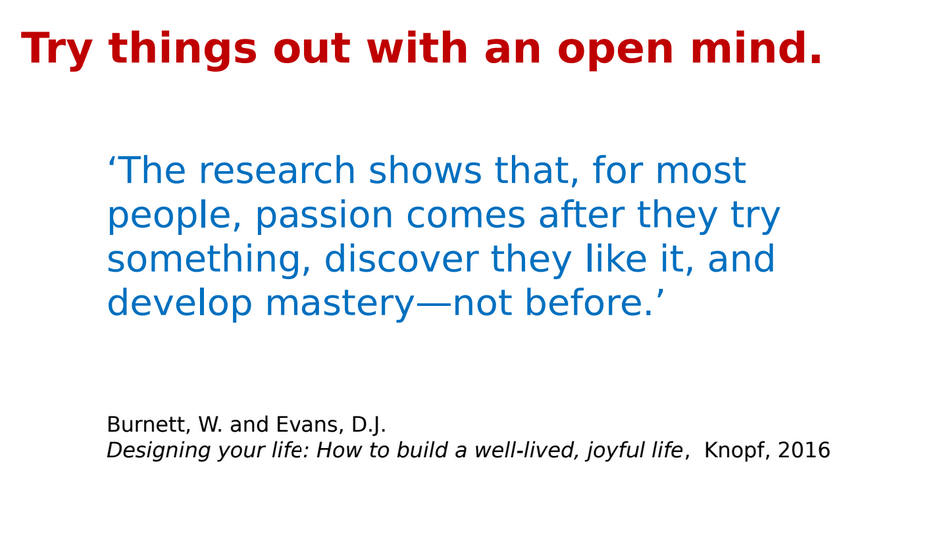 Try things out with an open mind.
‘The research shows that, for most
people, passion comes after they try
something, discover they like it, and
develop mastery—not before.’
Burnett, W. and Evans, D.J.
Designing your life: How to build a well-lived, joyful life,  Knopf, 2016